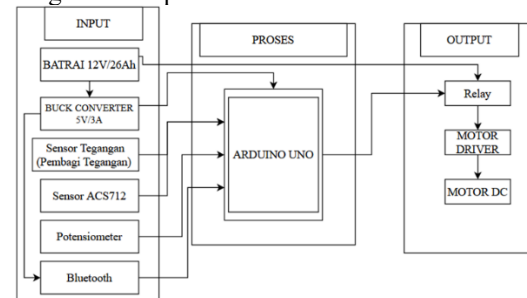 INPUT
BATRAI 12V/26Ah
BUCK CONVERTER
5V/3A
Sensor Tegangan
(Pembagi Tegangan)
Sensor ACS712
Potensiometer
Bluetooth
PROSES
ARDUINO UNO
OUTPUT
Relay
MOTOR
DRIVER
MOTOR DC